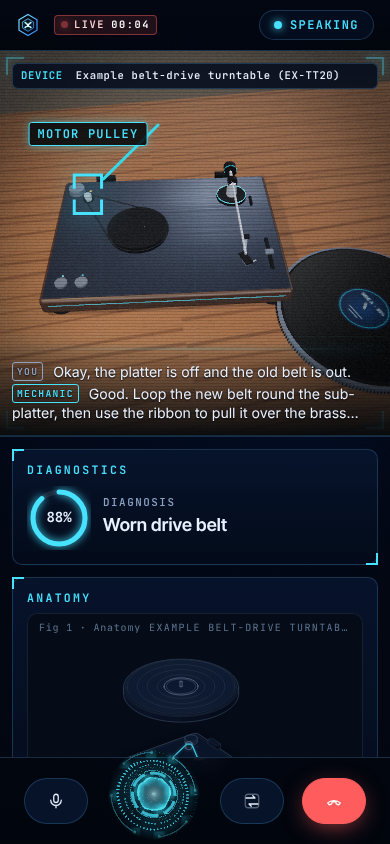 LIVE 00:04
SPEAKING
DEVICE Example belt-drive turntable (EX-TT20)
MOTOR PULLEY
YOU Okay, the platter is off and the old belt is out.
MECHANIC Good. Loop the new belt round the sub-
platter, then use the ribbon to pull it over the brass…
DIAGNOSTICS
88%
DIAGNOSIS
Worn drive belt
ANATOMY
Fig 1 · Anatomy EXAMPLE BELT-DRIVE TURNTAB…